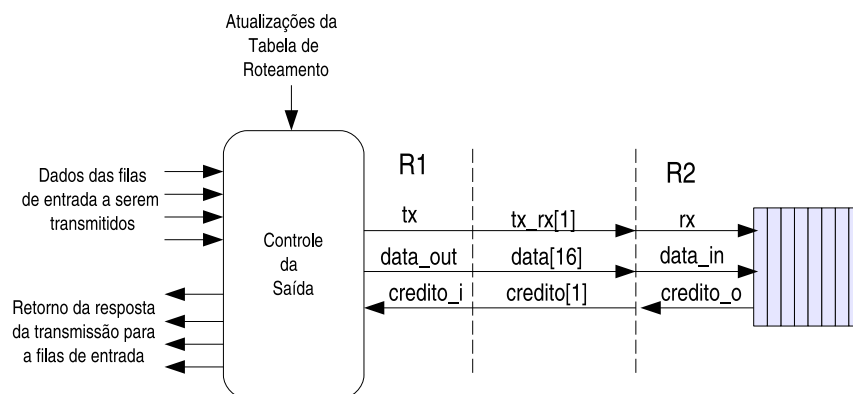 Atualizações da
Tabela de
Roteamento
Dados das filas
de entrada a serem
transmitidos
Controle
da
Saída
Retorno da resposta
da transmissão para
a filas de entrada
R1
R2
tx
tx_rx[1]
rx
data_out
data[16]
data_in
credito_i
credito[1]
credito_o